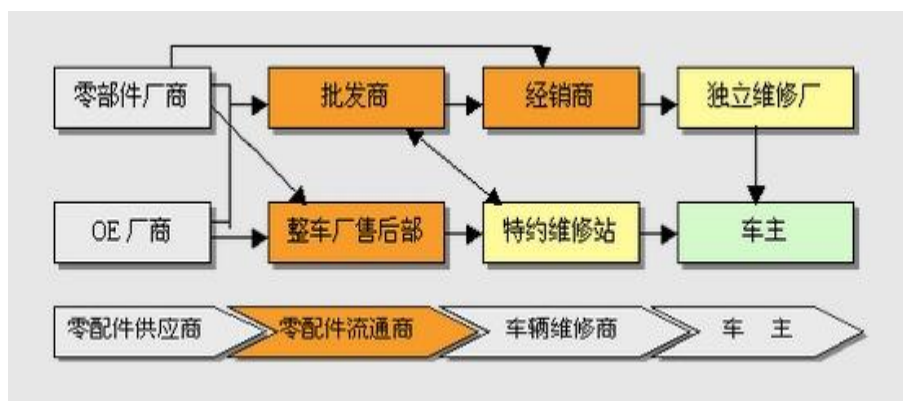 零部件厂商
批发商
经销商
独立维修厂
OE厂商
整车厂售后部
特约维修站
车主
零配件供应商
零配件流通商
车辆维修商
车 主